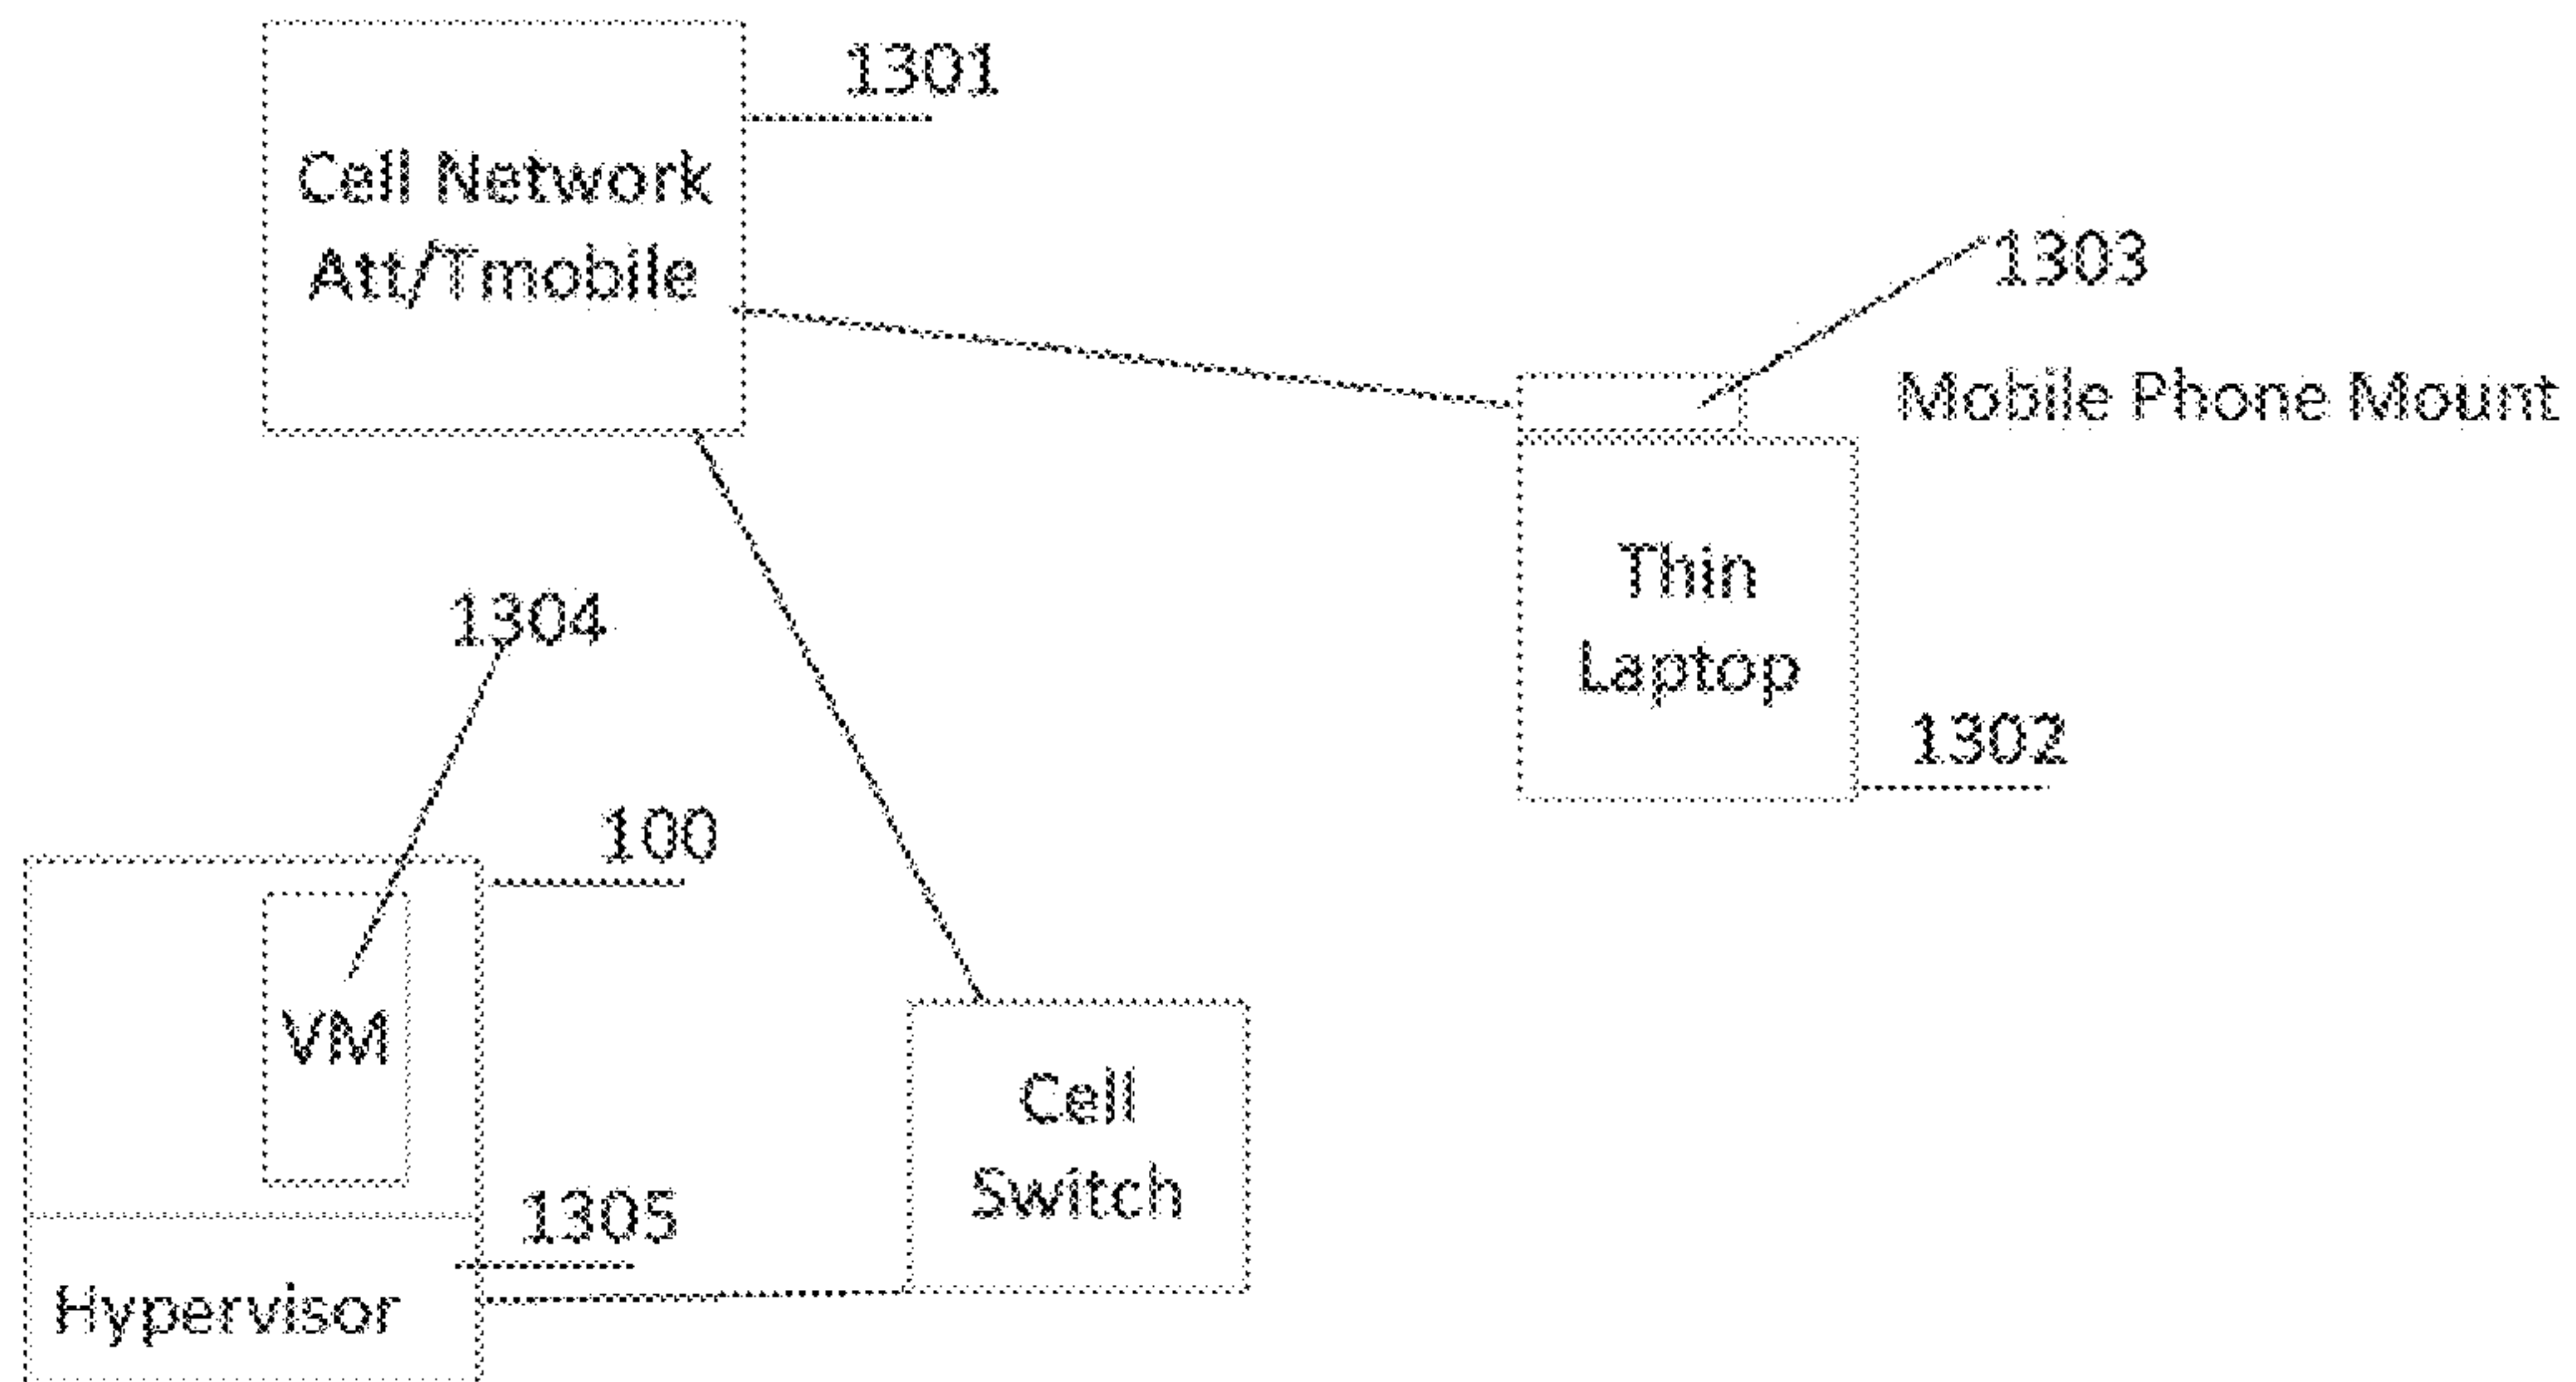 1301
Cell Network
Att/Tmobile
1303
Mobile Phone Mount
Thin
Laptop
1302
1304
100
VM
Cell
Switch
1305
Hypervisor